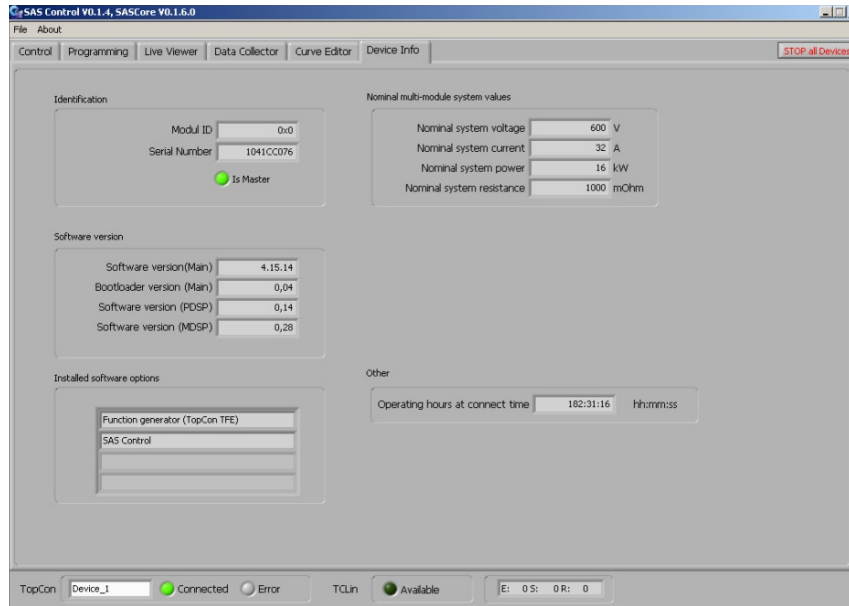 SAS Control V0.1.4, SASCore V0.1.6.0
File About
Control Programming Live Viewer Data Collector Curve Editor Device Info STOP all Devices
Identification
Modul ID 0x0
Serial Number 1041CC076
Is Master
Nominal multi-module system values
Nominal system voltage 600 V
Nominal system current 32 A
Nominal system power 16 kW
Nominal system resistance 1000 mOhm
Software version
Software version(Main) 4.15.14
Bootloader version (Main) 0,04
Software version (PDSP) 0,14
Software version (MDSP) 0,28
Installed software options
Function generator (TopCon TFE)
SAS Control
Other
Operating hours at connect time 182:31:16 hh:mm:ss
TopCon Device_1 Connected Error TCLin Available E: 0 S: 0 R: 0